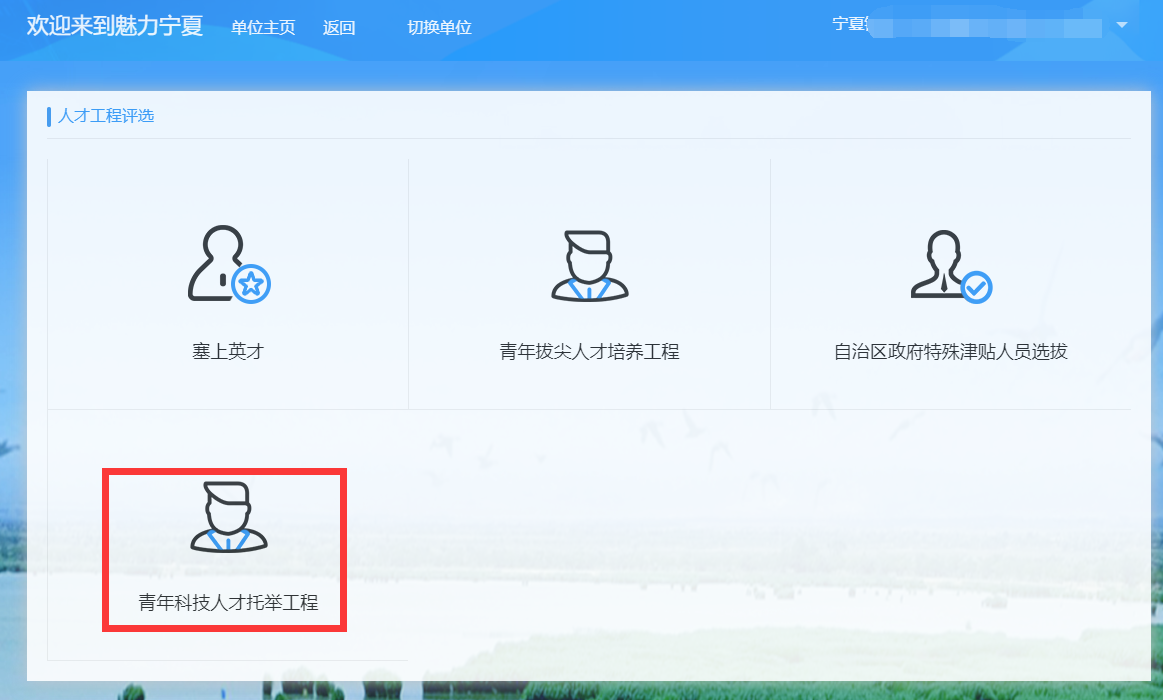 欢迎来到魅力宁夏 单位主页 返回 切换单位 宁夏
人才工程评选
塞上英才 青年拔尖人才培养工程 自治区政府特殊津贴人员选拔
青年科技人才托举工程